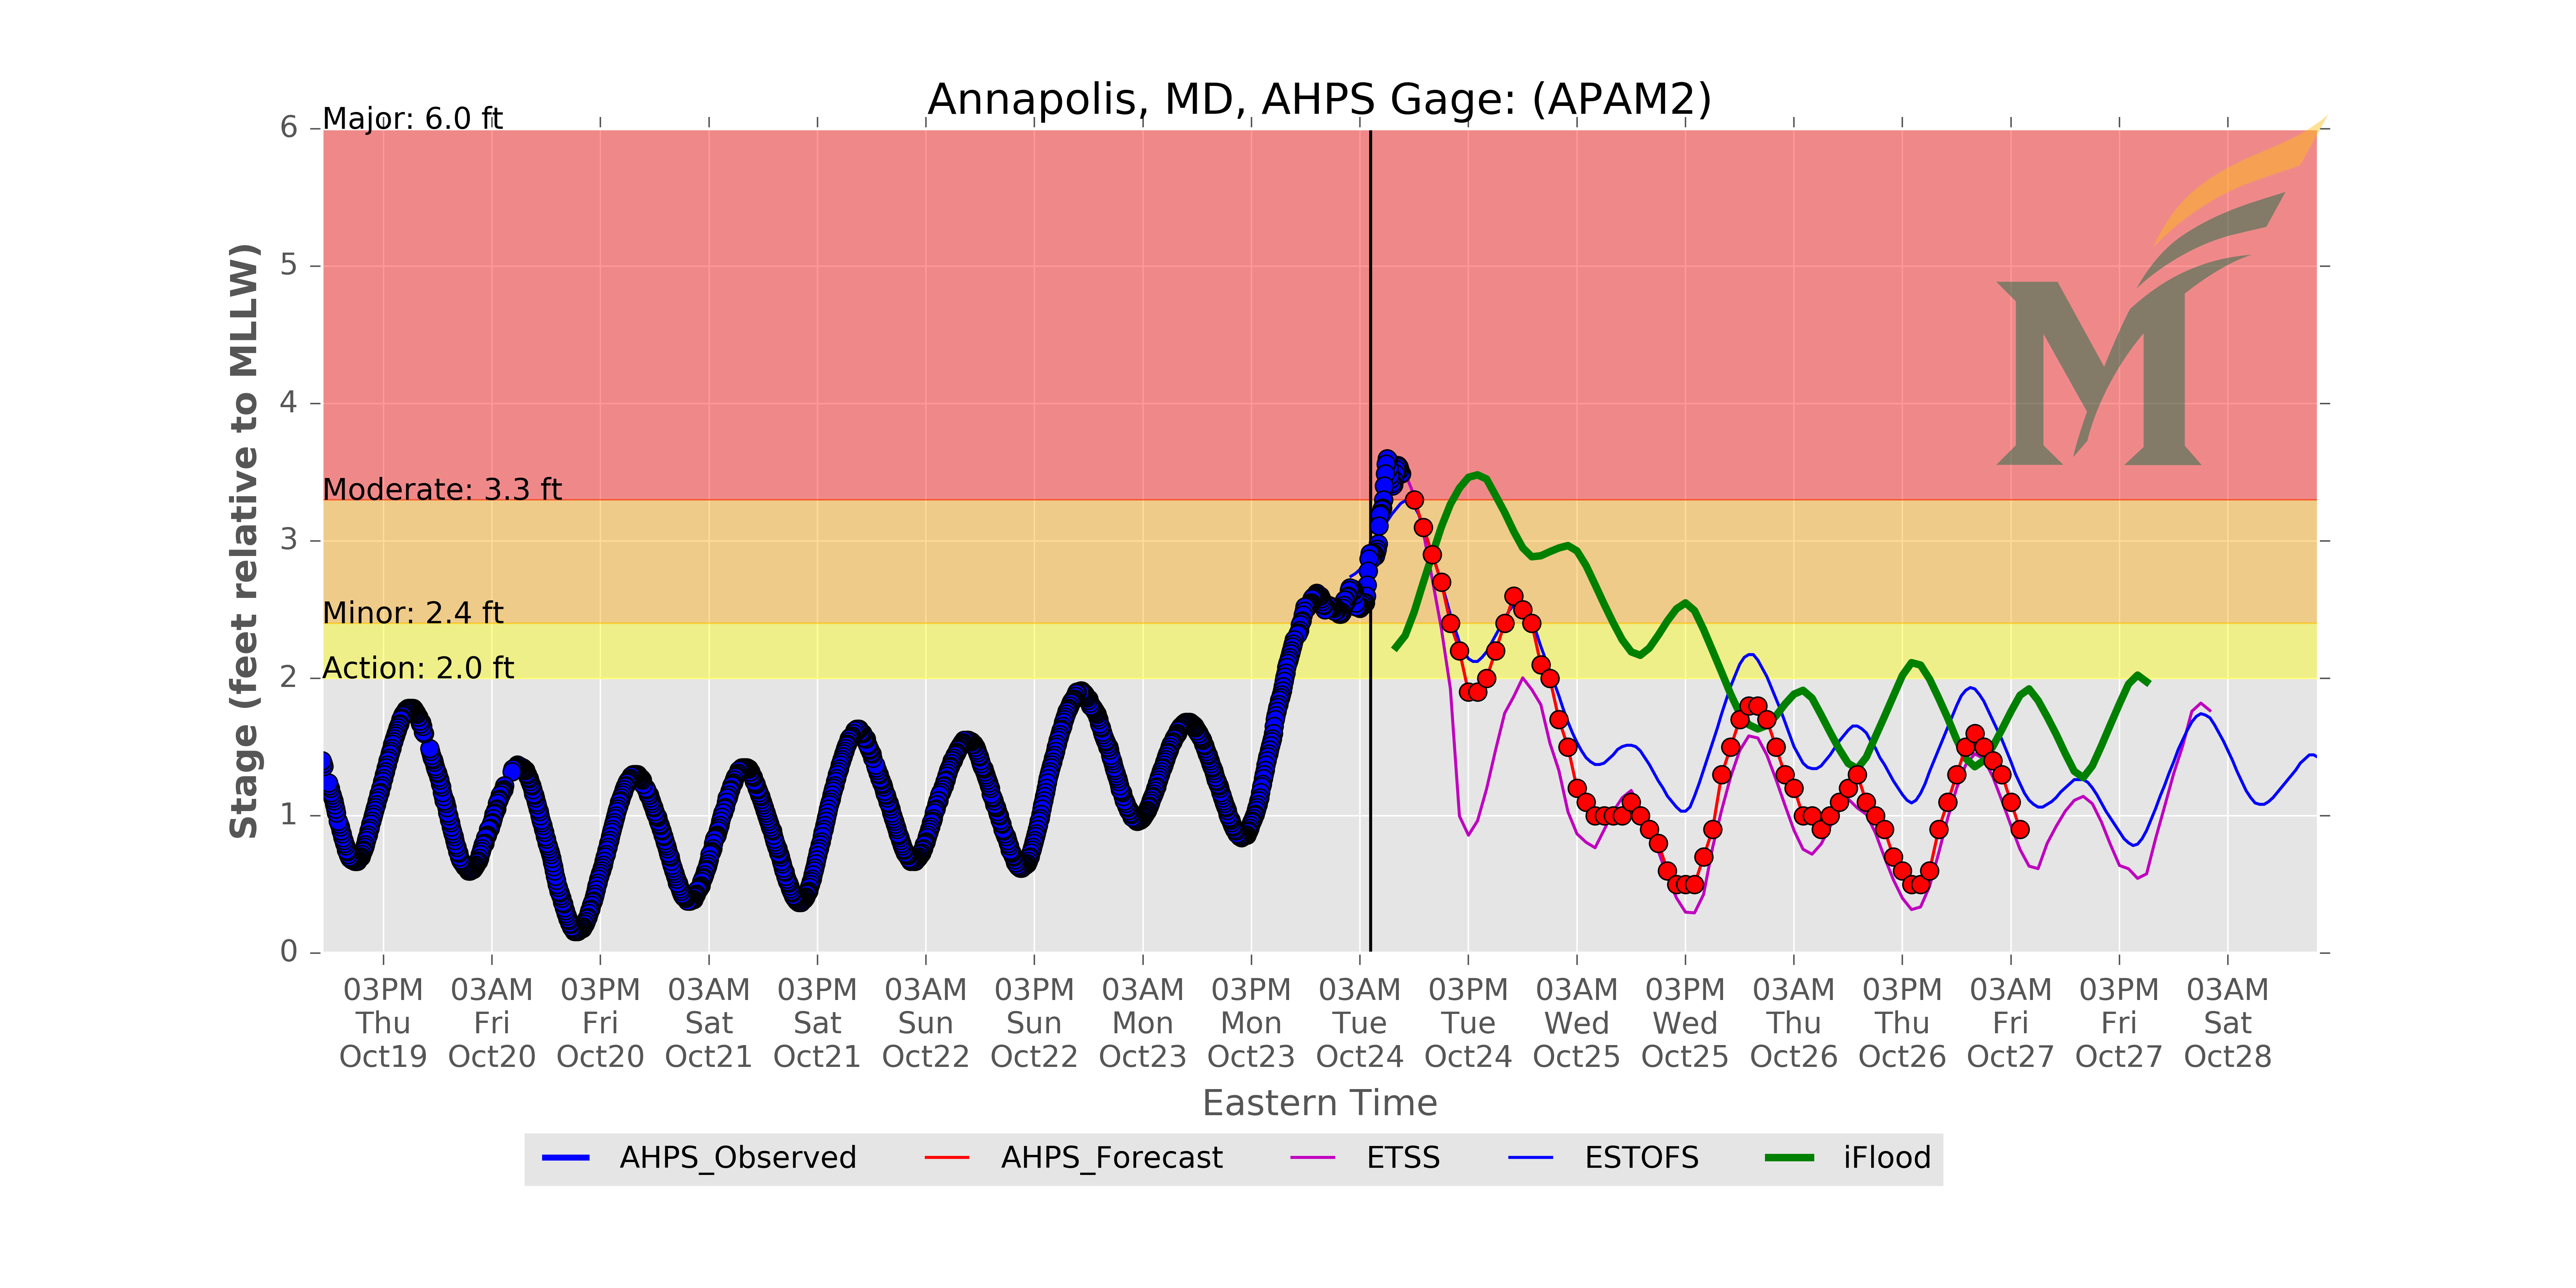 Annapolis, MD, AHPS Gage: (APAM2)
Major: 6.0 ft
Moderate: 3.3 ft
Minor: 2.4 ft
Action: 2.0 ft
Stage (feet relative to MLLW)
6
5
4
3
2
1
0
03PM 03AM 03PM 03AM 03PM 03AM 03PM 03AM 03PM 03AM 03PM 03AM 03PM 03AM 03PM 03AM 03PM 03AM
Thu Fri Fri Sat Sat Sun Sun Mon Mon Tue Tue Wed Wed Thu Thu Fri Fri Sat
Oct19 Oct20 Oct20 Oct21 Oct21 Oct22 Oct22 Oct23 Oct23 Oct24 Oct24 Oct25 Oct25 Oct26 Oct26 Oct27 Oct27 Oct28
Eastern Time
AHPS_Observed AHPS_Forecast ETSS ESTOFS iFlood
M